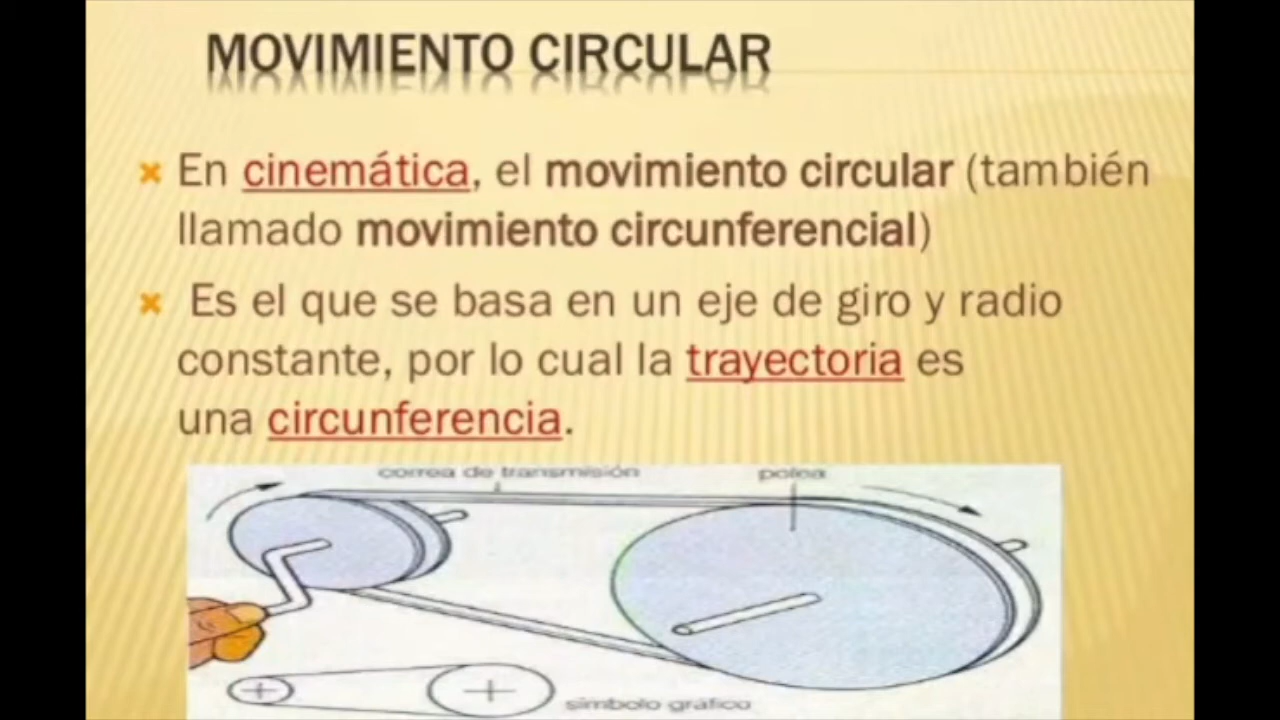 MOVIMIENTO CIRCULAR
En cinemática, el movimiento circular (también
llamado movimiento circunferencial)
Es el que se basa en un eje de giro y radio
constante, por lo cual la trayectoria es
una circunferencia.
correa de transmisión
polea
símbolo gráfico